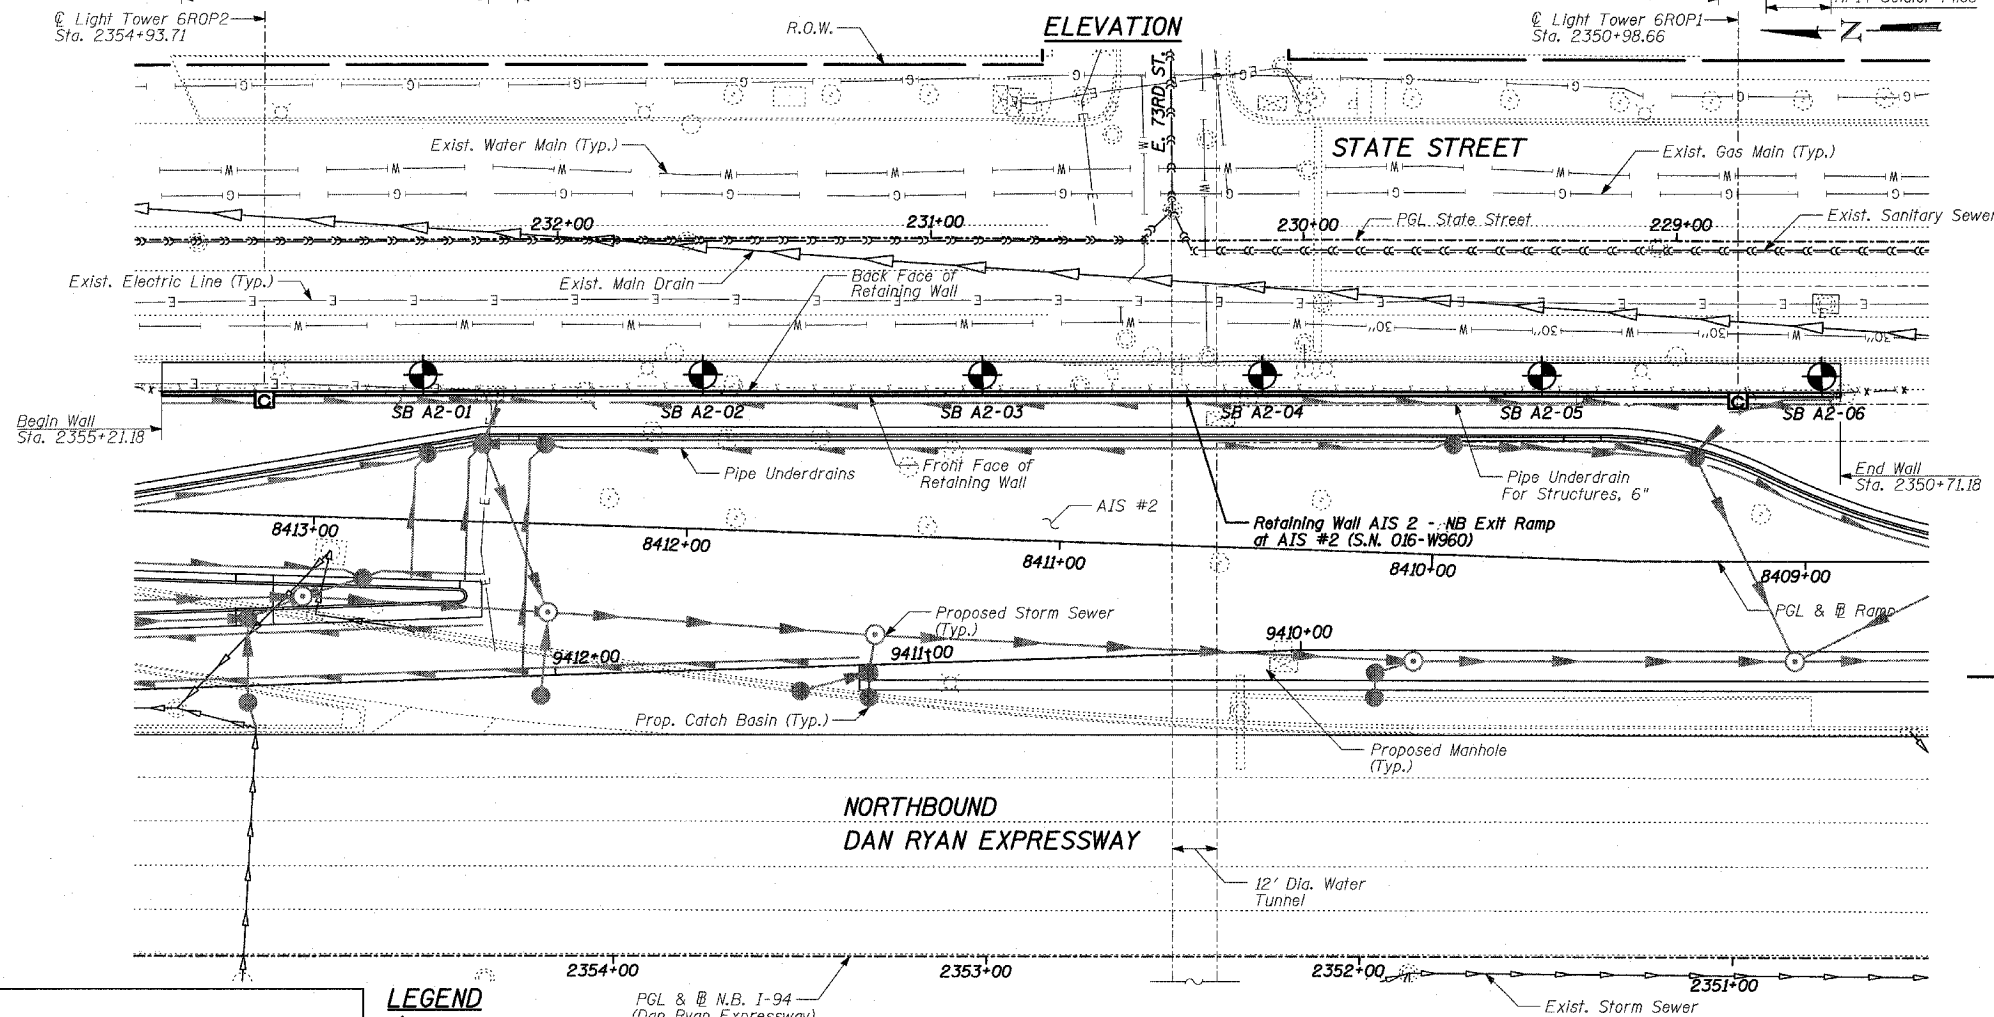 ℄ Light Tower 6ROP2
Sta. 2354+93.71
R.O.W.
ELEVATION
℄ Light Tower 6ROP1
Sta. 2350+98.66
Z
E. 73RD ST.
STATE STREET
Exist. Water Main (Typ.)
Exist. Gas Main (Typ.)
232+00
231+00
230+00
PGL State Street
229+00
Exist. Sanitary Sewer
Exist. Electric Line (Typ.)
Exist. Main Drain
Back Face of
Retaining Wall
30"
30"
30"
C
C
SB A2-01
SB A2-02
SB A2-03
SB A2-04
SB A2-05
SB A2-06
Begin Wall
Sta. 2355+21.18
Pipe Underdrains
Front Face of
Retaining Wall
Pipe Underdrain
For Structures, 6"
End Wall
Sta. 2350+71.18
AIS #2
Retaining Wall AIS 2 - NB Exit Ramp
at AIS #2 (S.N. 016-W960)
8413+00
8412+00
8411+00
8410+00
8409+00
PGL & ⅊ Ramp
Proposed Storm Sewer
(Typ.)
9412+00
9411+00
9410+00
Prop. Catch Basin (Typ.)
Proposed Manhole
(Typ.)
NORTHBOUND
DAN RYAN EXPRESSWAY
12' Dia. Water
Tunnel
2354+00
2353+00
2352+00
2351+00
LEGEND
PGL & ⅊ N.B. I-94
(Dan Ryan Expressway)
Exist. Storm Sewer